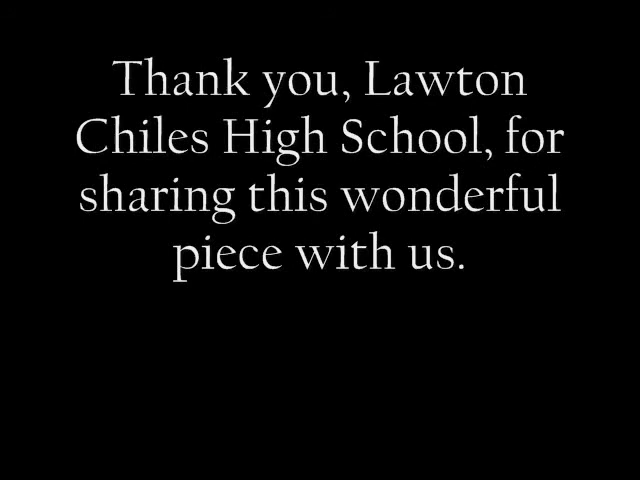 Thank you, Lawton
Chiles High School, for
sharing this wonderful
piece with us.